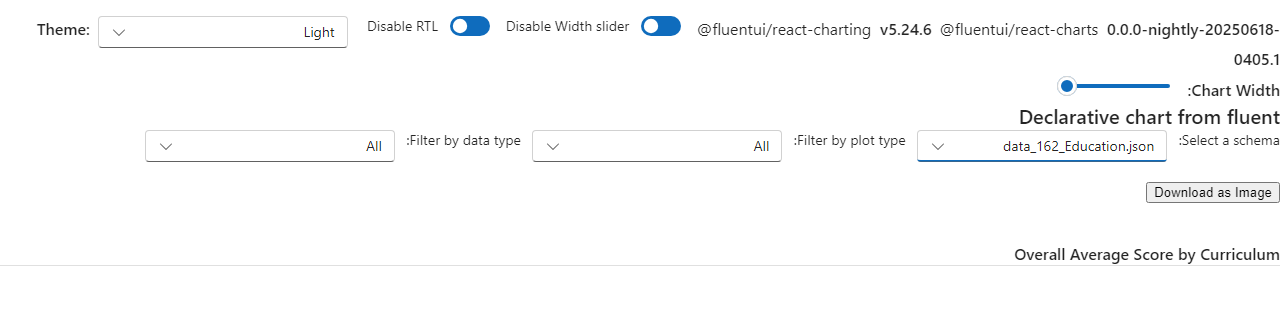 Theme: Light Disable RTL Disable Width slider @fluentui/react-charting v5.24.6 @fluentui/react-charts 0.0.0-nightly-20250618-
0405.1
:Chart Width
Declarative chart from fluent
:Select a schema data_162_Education.json :Filter by plot type All :Filter by data type All
Download as Image
Overall Average Score by Curriculum